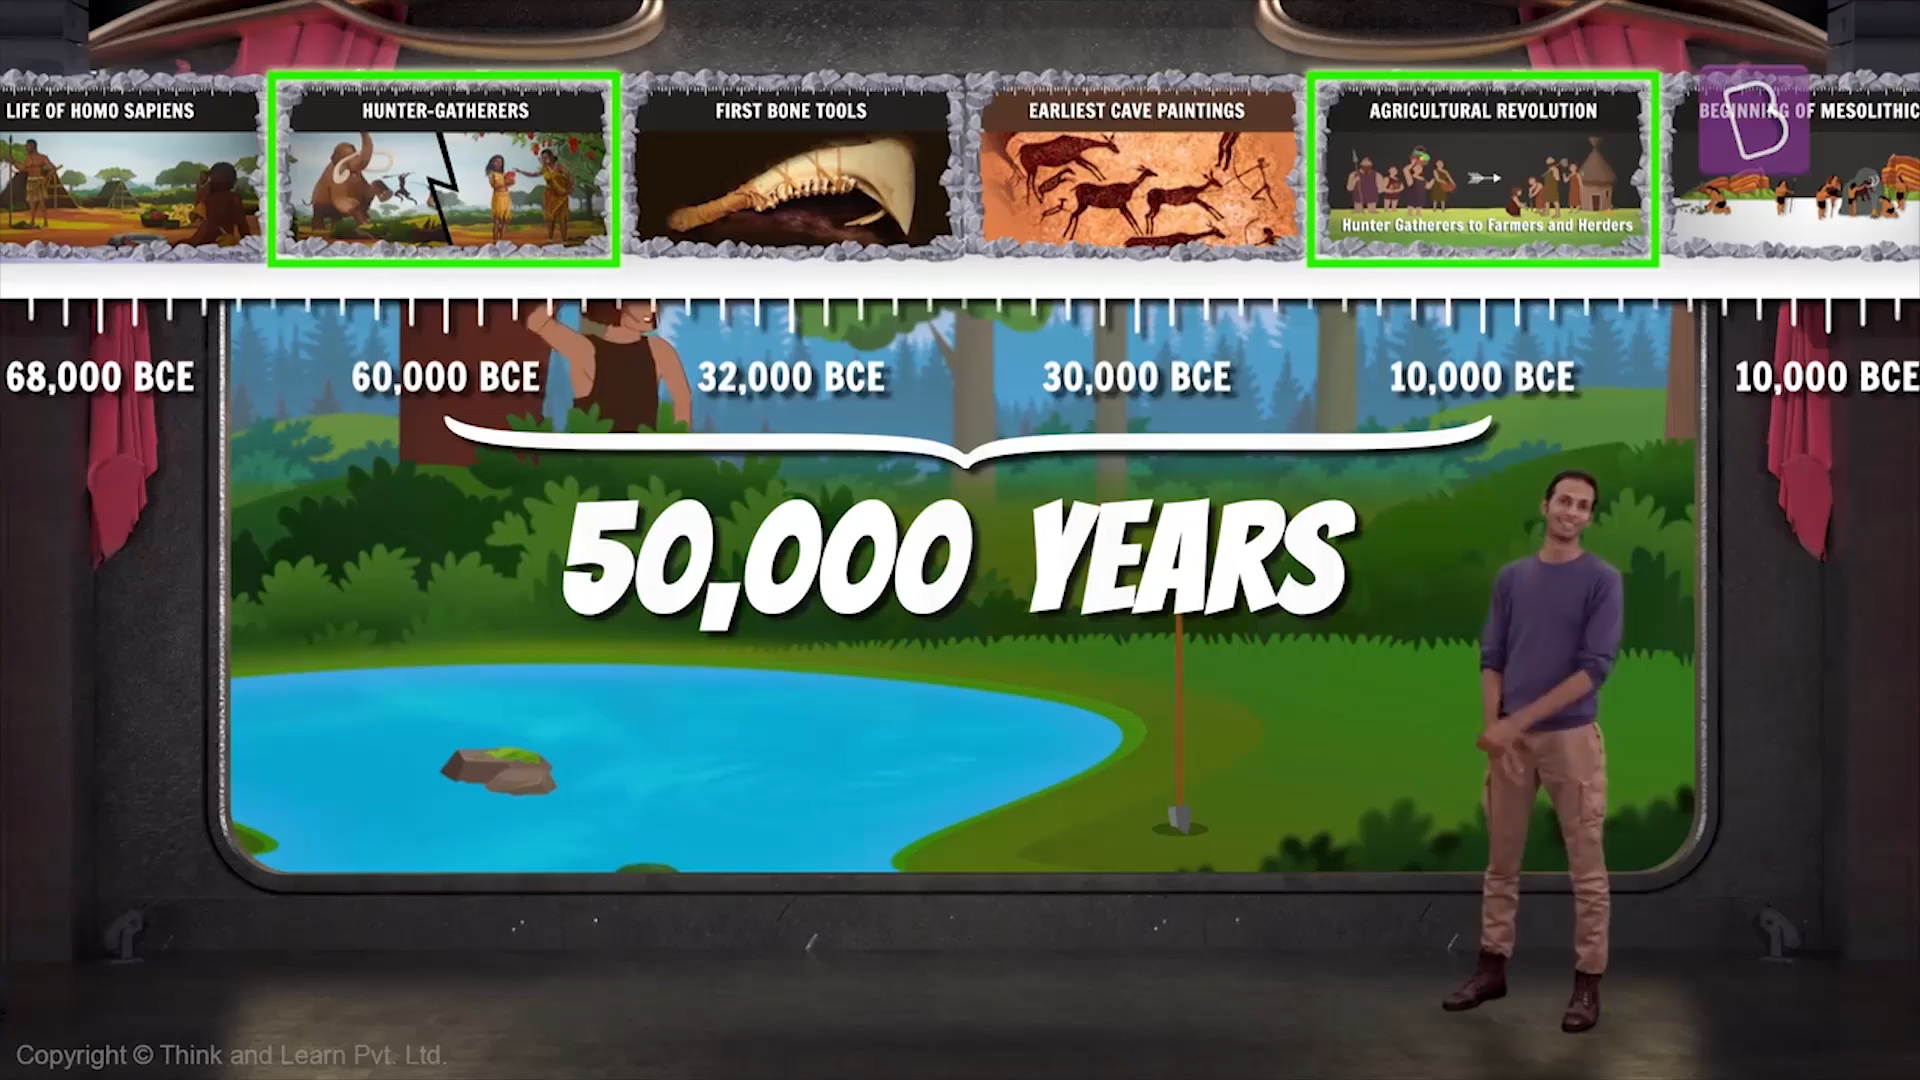 LIFE OF HOMO SAPIENS
HUNTER-GATHERERS
FIRST BONE TOOLS
EARLIEST CAVE PAINTINGS
AGRICULTURAL REVOLUTION
BEGINNING OF MESOLITHIC
Hunter Gatherers to Farmers and Herders
68,000 BCE
60,000 BCE
32,000 BCE
30,000 BCE
10,000 BCE
10,000 BCE
50,000 YEARS
Copyright © Think and Learn Pvt. Ltd.